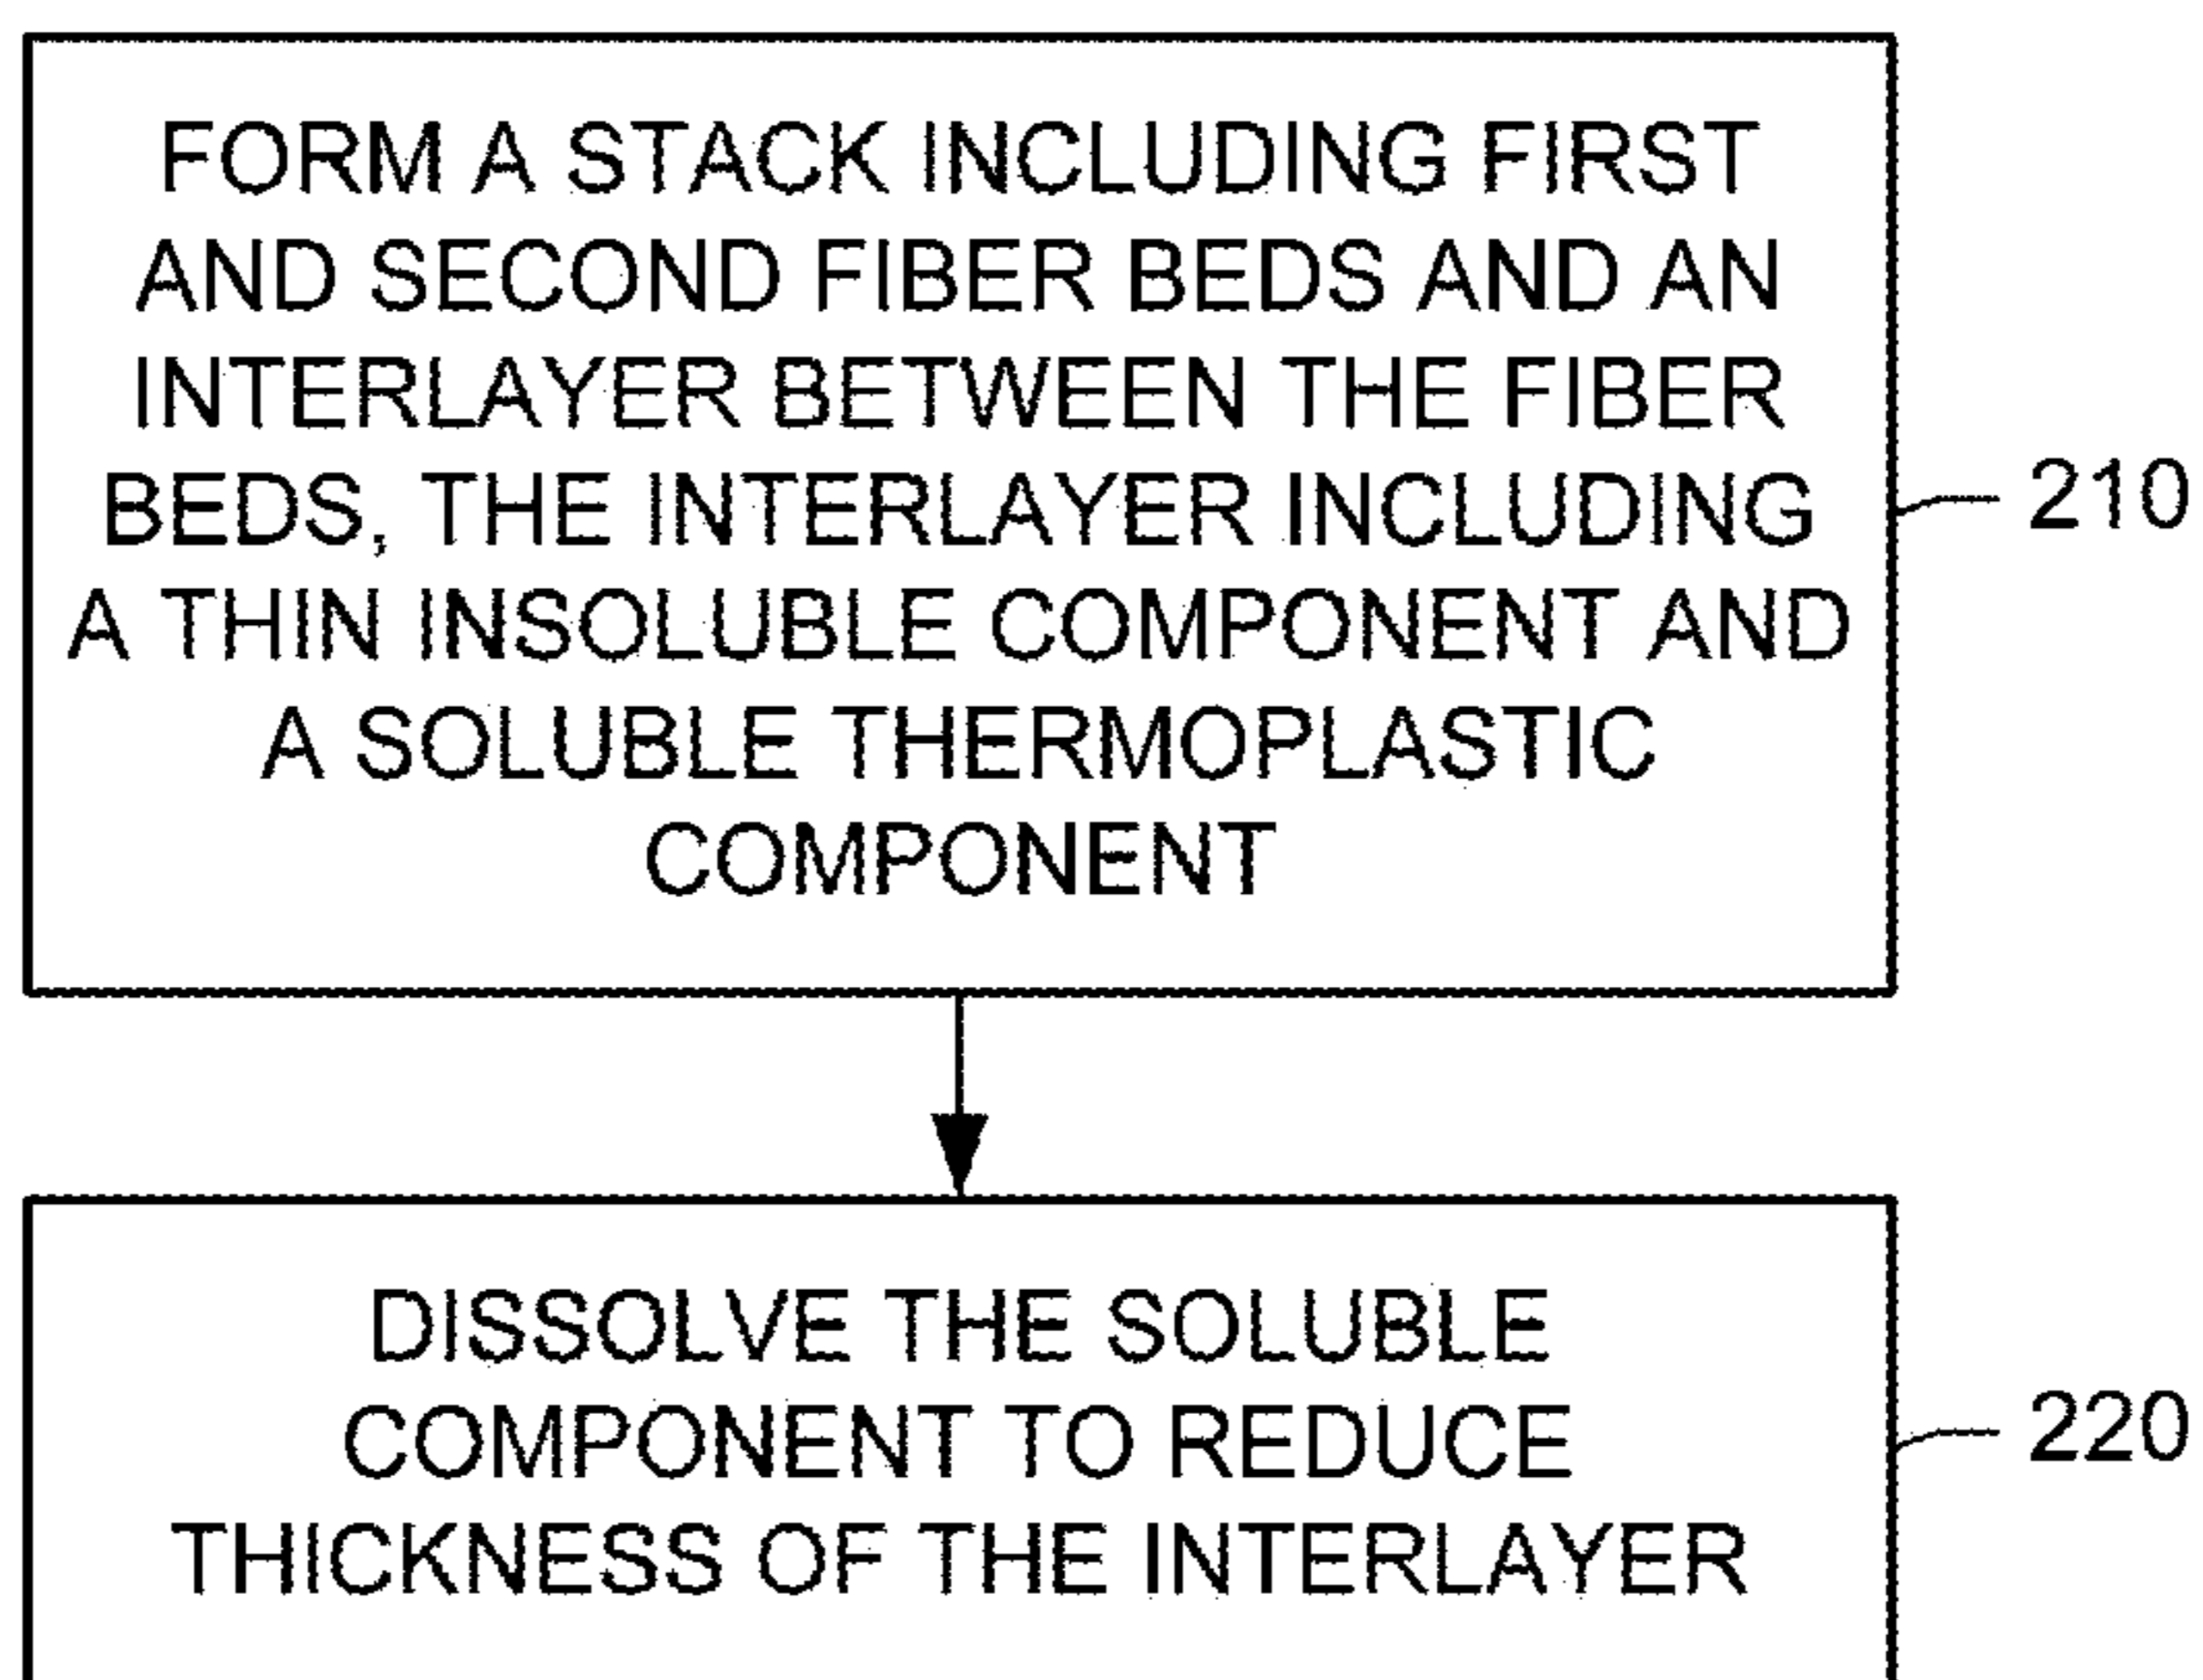 FORM A STACK INCLUDING FIRST
AND SECOND FIBER BEDS AND AN
INTERLAYER BETWEEN THE FIBER
BEDS, THE INTERLAYER INCLUDING
A THIN INSOLUBLE COMPONENT AND
A SOLUBLE THERMOPLASTIC
COMPONENT
210
DISSOLVE THE SOLUBLE
COMPONENT TO REDUCE
THICKNESS OF THE INTERLAYER
220